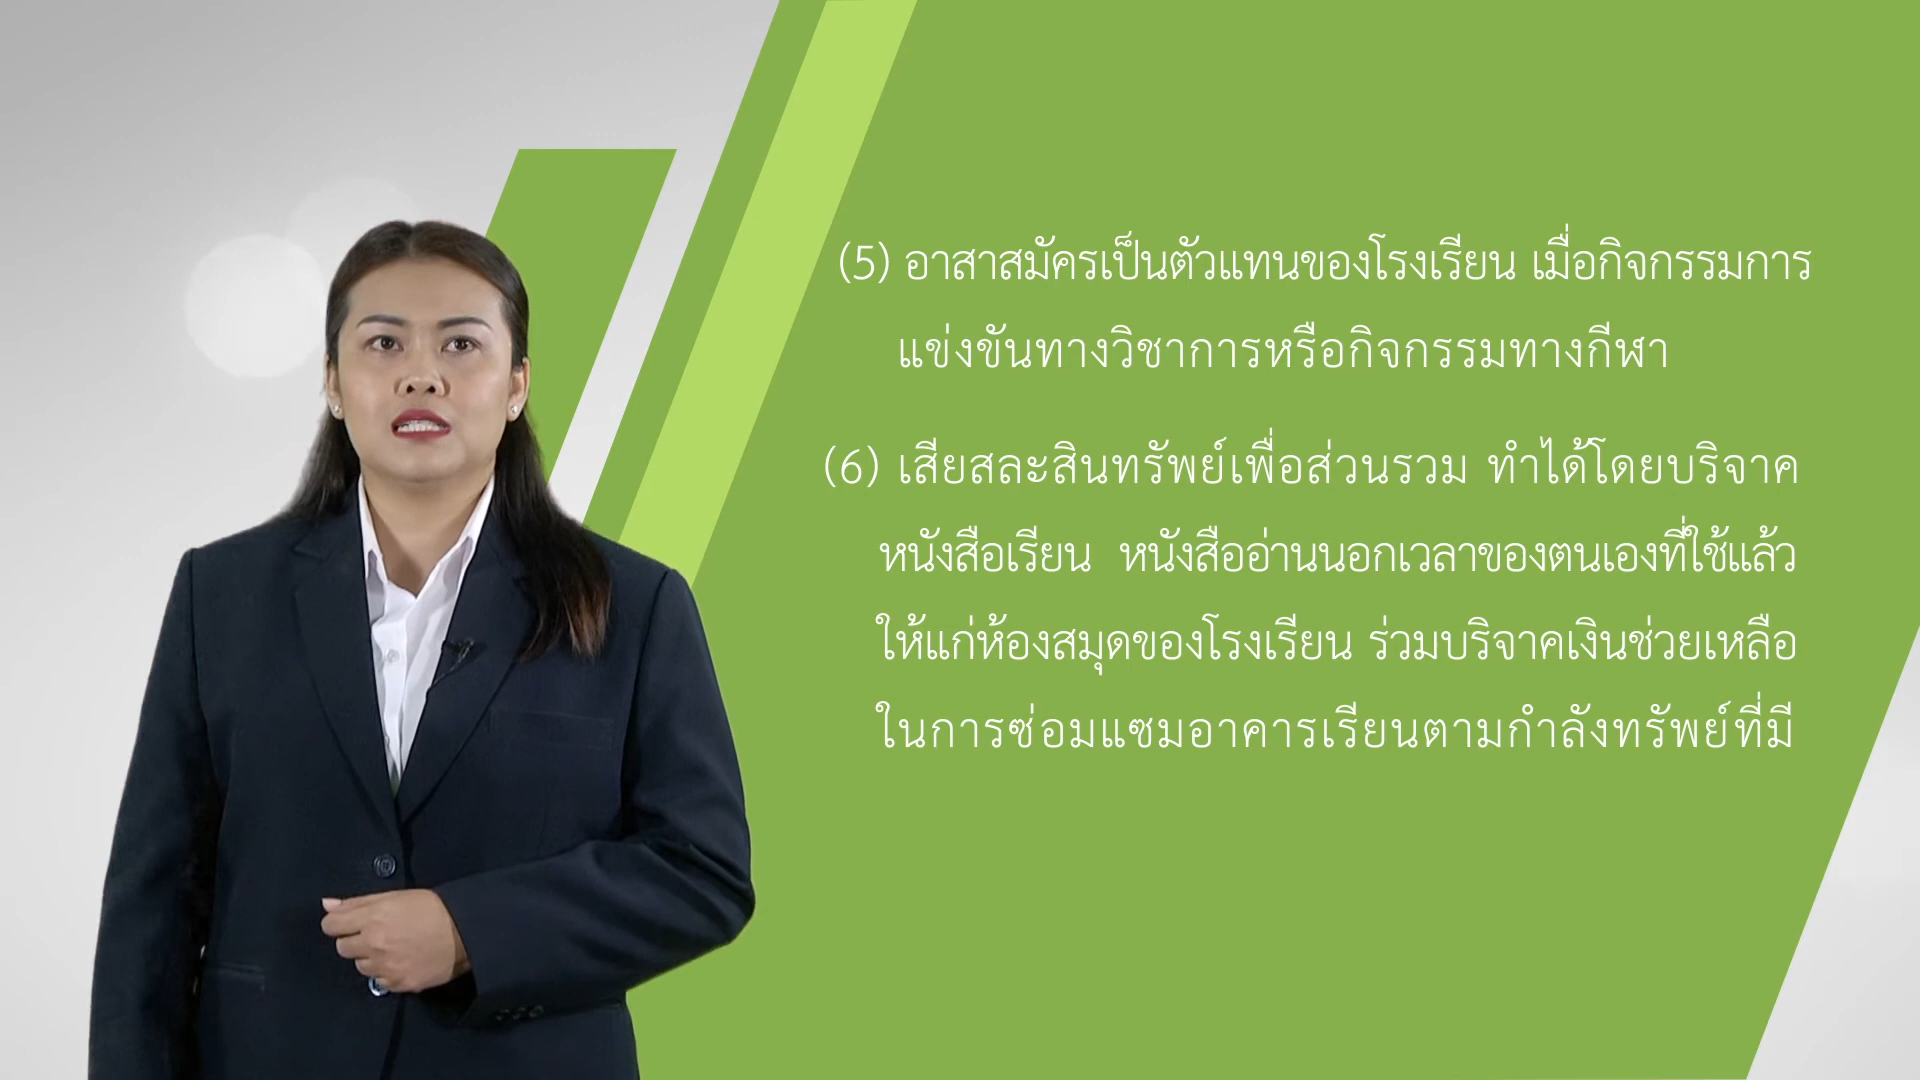 (5) อาสาสมัครเป็นตัวแทนของโรงเรียน เมื่อกิจกรรมการ
แข่งขันทางวิชาการหรือกิจกรรมทางกีฬา
(6) เสียสละสินทรัพย์เพื่อส่วนรวม ทำได้โดยบริจาค
หนังสือเรียน หนังสืออ่านนอกเวลาของตนเองที่ใช้แล้ว
ให้แก่ห้องสมุดของโรงเรียน ร่วมบริจาคเงินช่วยเหลือ
ในการซ่อมแซมอาคารเรียนตามกำลังทรัพย์ที่มี